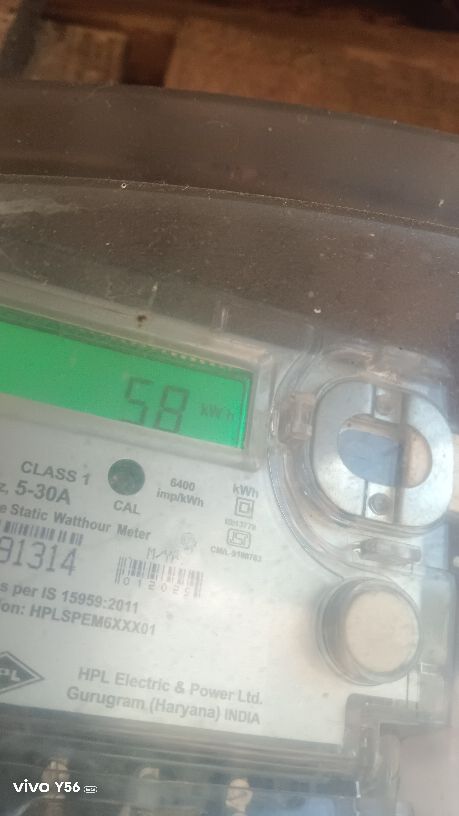 58 kWh
CLASS 1
6400
imp/kWh
kWh
z, 5-30A
CAL
e Static Watthour Meter
91314
s per IS 15959:2011
ion: HPLSPEM6XXX01
HPL Electric & Power Ltd.
Gurugram (Haryana) INDIA
vivo Y56